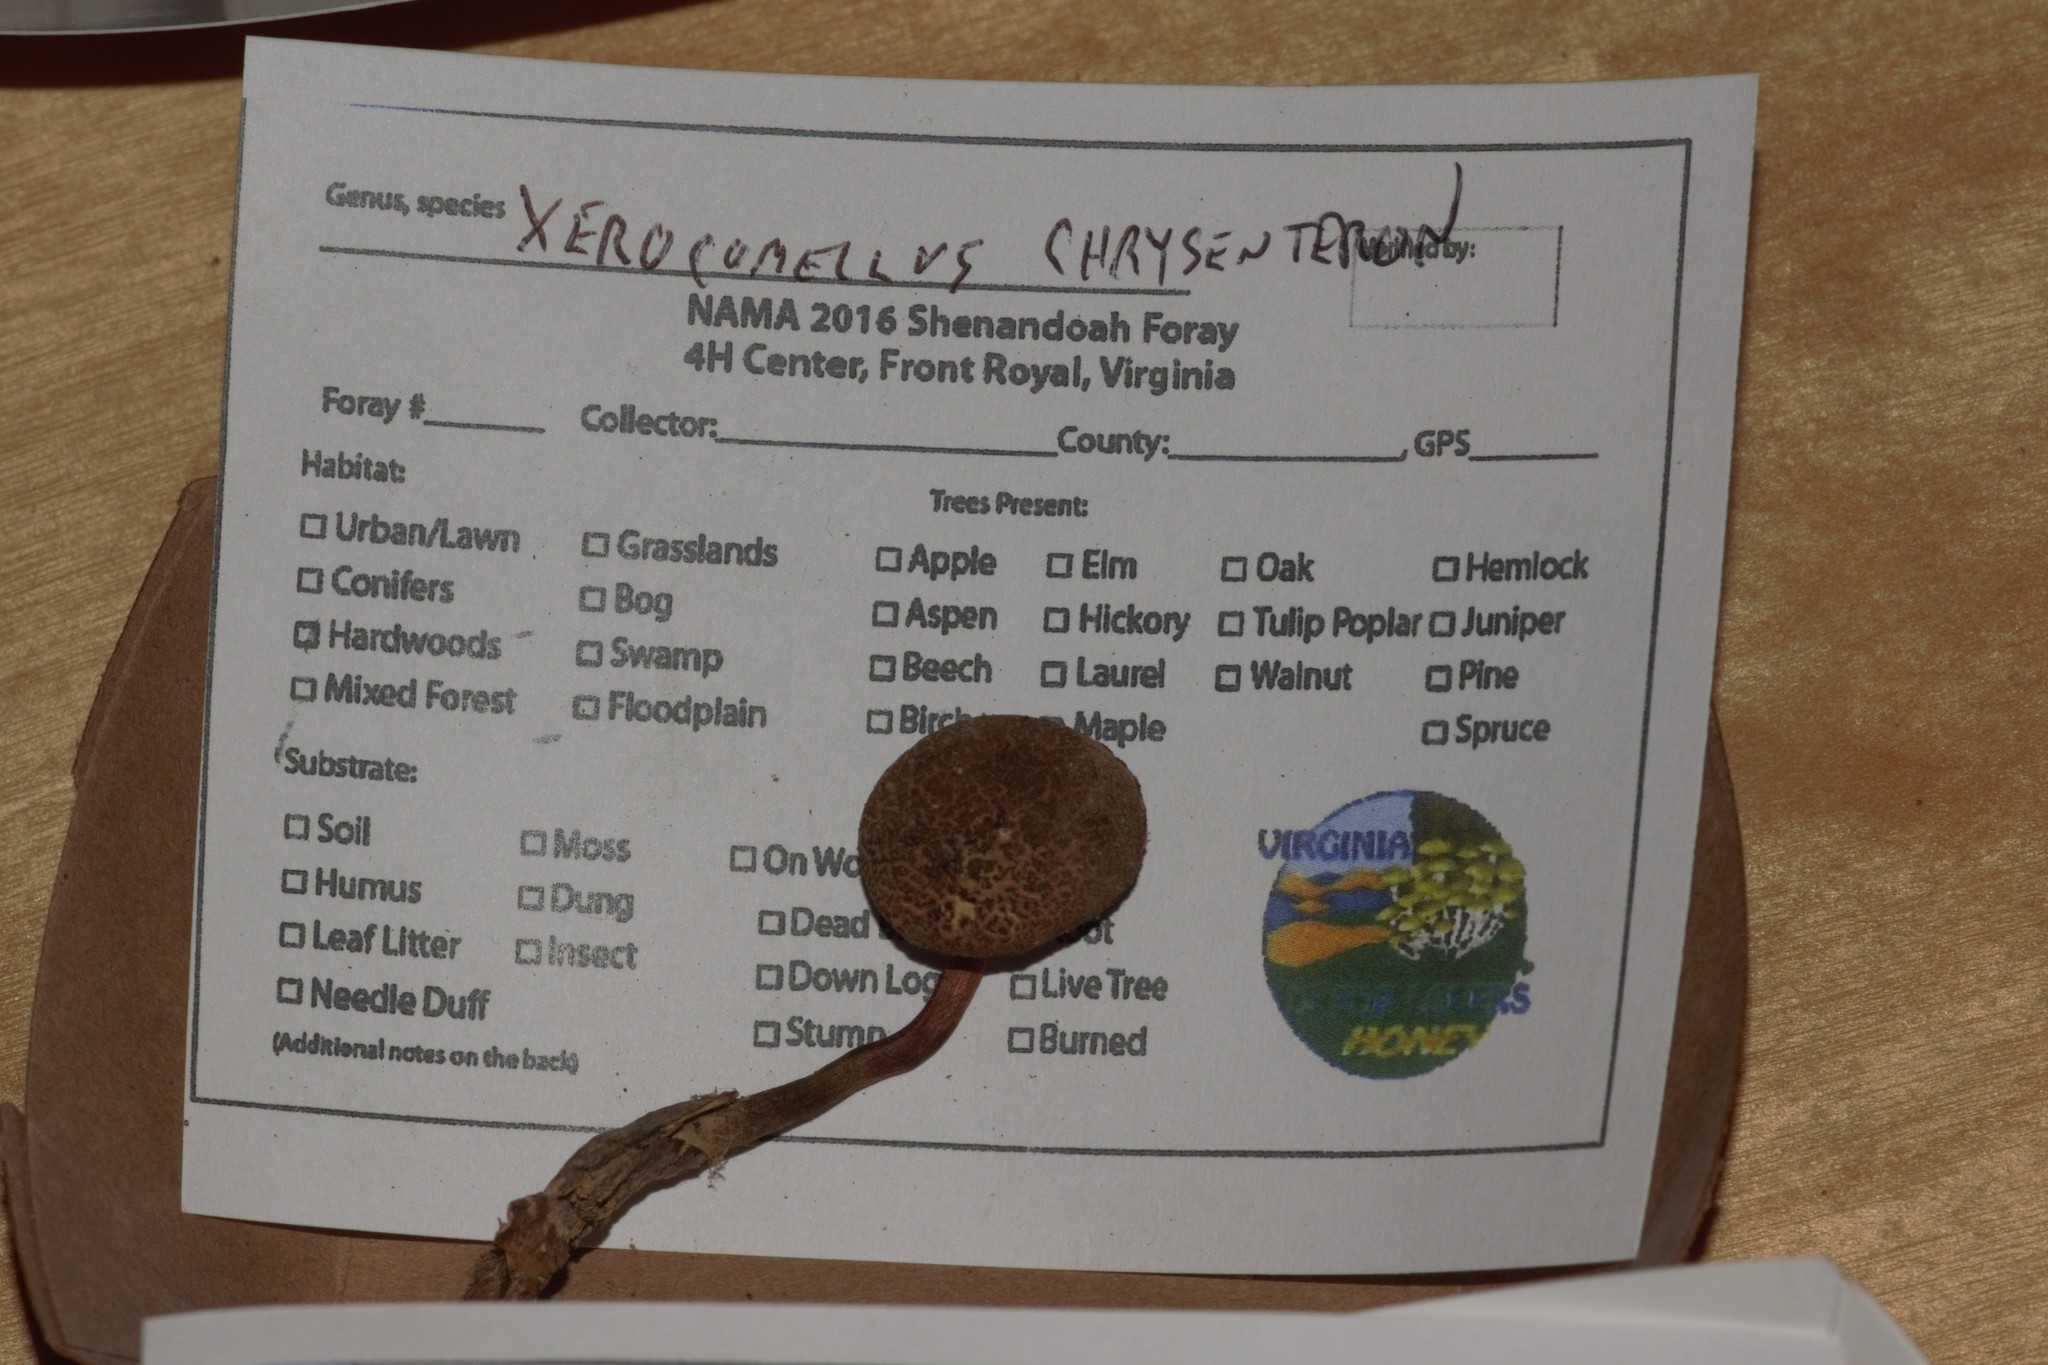 Genus, species XEROCOMELLUS CHRYSENTERON
Verified by:
NAMA 2016 Shenandoah Foray
4H Center, Front Royal, Virginia
Foray # Collector: County: , GPS
Habitat:
Trees Present:
Urban/Lawn Grasslands Apple Elm Oak Hemlock
Conifers Bog Aspen Hickory Tulip Poplar Juniper
Hardwoods Swamp Beech Laurel Walnut Pine
Mixed Forest Floodplain Birch Maple Spruce
Substrate:
Soil Moss On
Humus Dung Dead
Leaf Litter Insect Down Log Live Tree
Needle Duff Stump Burned
(Additional notes on the back)
VIRGINIA
HONEY